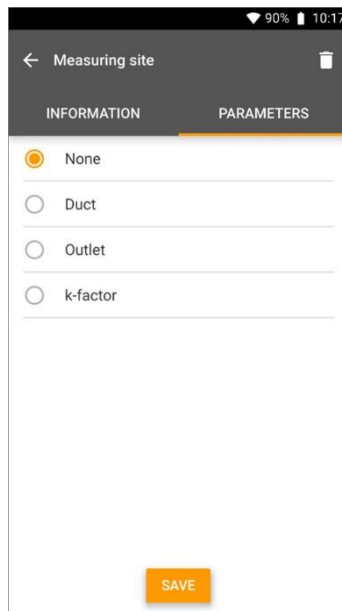 90% 10:17
Measuring site
INFORMATION PARAMETERS
None
Duct
Outlet
k-factor
SAVE